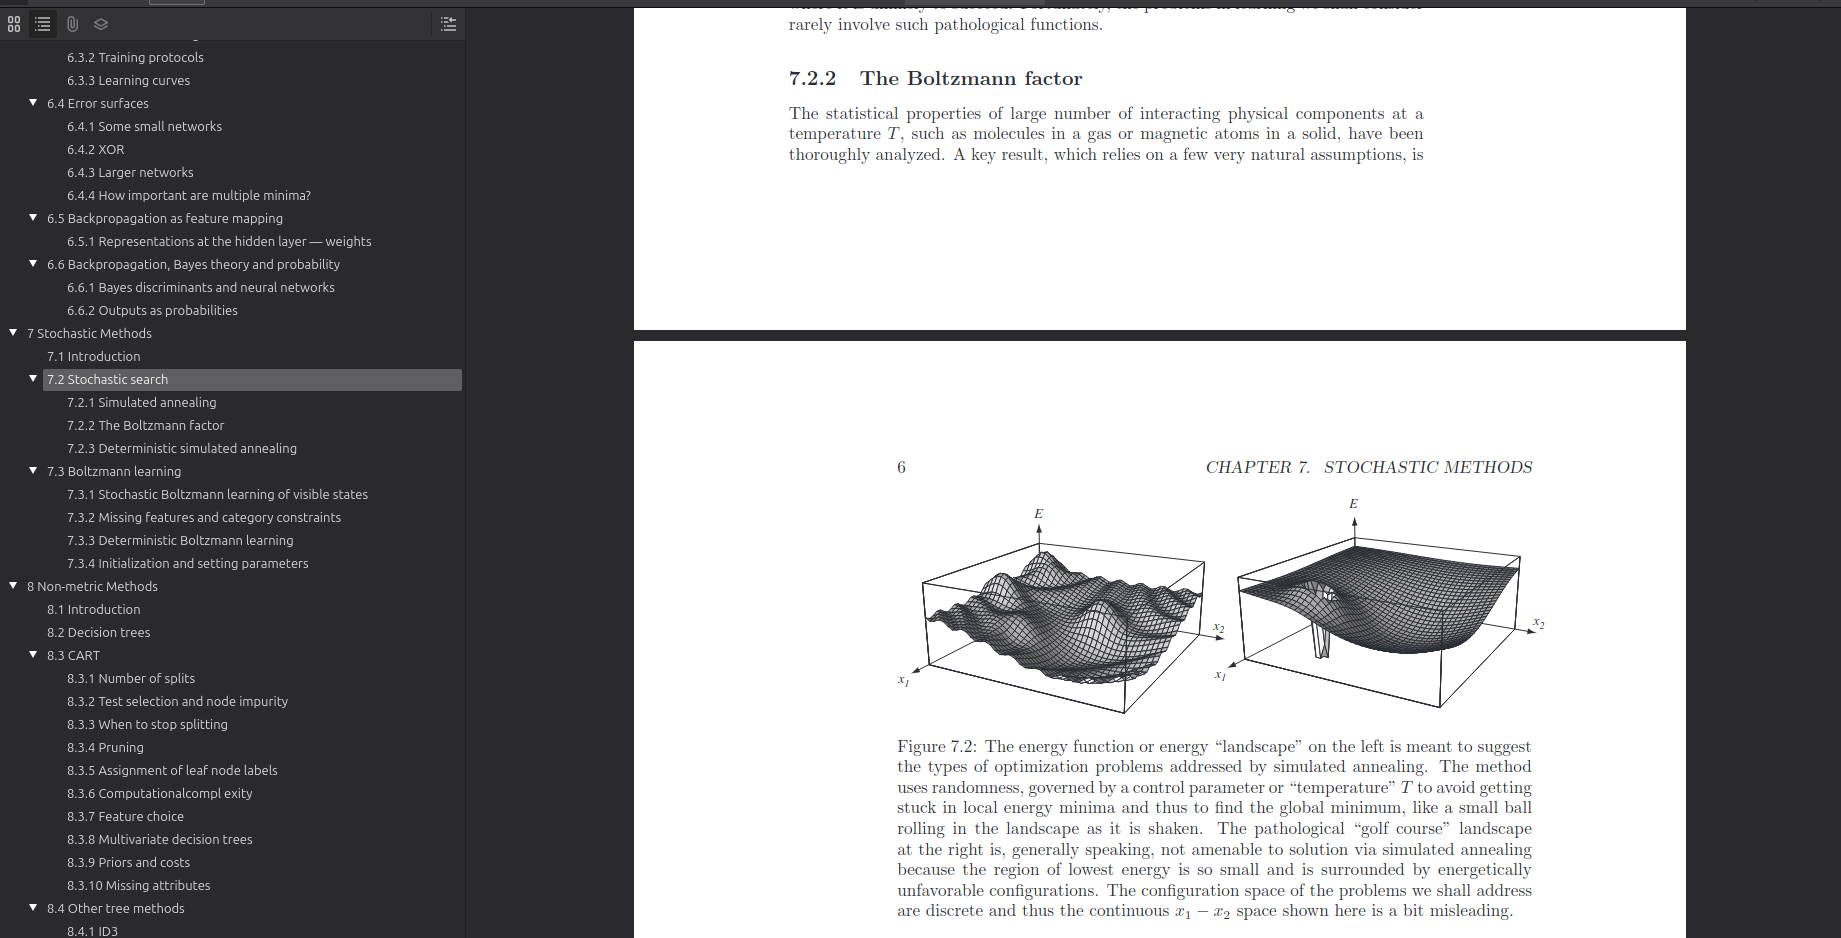 6.3.2 Training protocols
6.3.3 Learning curves
6.4 Error surfaces
6.4.1 Some small networks
6.4.2 XOR
6.4.3 Larger networks
6.4.4 How important are multiple minima?
6.5 Backpropagation as feature mapping
6.5.1 Representations at the hidden layer — weights
6.6 Backpropagation, Bayes theory and probability
6.6.1 Bayes discriminants and neural networks
6.6.2 Outputs as probabilities
7 Stochastic Methods
7.1 Introduction
7.2 Stochastic search
7.2.1 Simulated annealing
7.2.2 The Boltzmann factor
7.2.3 Deterministic simulated annealing
7.3 Boltzmann learning
7.3.1 Stochastic Boltzmann learning of visible states
7.3.2 Missing features and category constraints
7.3.3 Deterministic Boltzmann learning
7.3.4 Initialization and setting parameters
8 Non-metric Methods
8.1 Introduction
8.2 Decision trees
8.3 CART
8.3.1 Number of splits
8.3.2 Test selection and node impurity
8.3.3 When to stop splitting
8.3.4 Pruning
8.3.5 Assignment of leaf node labels
8.3.6 Computationalcompl exity
8.3.7 Feature choice
8.3.8 Multivariate decision trees
8.3.9 Priors and costs
8.3.10 Missing attributes
8.4 Other tree methods
8.4.1 ID3
rarely involve such pathological functions.
7.2.2 The Boltzmann factor
The statistical properties of large number of interacting physical components at a
temperature T, such as molecules in a gas or magnetic atoms in a solid, have been
thoroughly analyzed. A key result, which relies on a few very natural assumptions, is
6 CHAPTER 7. STOCHASTIC METHODS
E
x2
x1
E
x2
x1
Figure 7.2: The energy function or energy “landscape” on the left is meant to suggest
the types of optimization problems addressed by simulated annealing. The method
uses randomness, governed by a control parameter or “temperature” T to avoid getting
stuck in local energy minima and thus to find the global minimum, like a small ball
rolling in the landscape as it is shaken. The pathological “golf course” landscape
at the right is, generally speaking, not amenable to solution via simulated annealing
because the region of lowest energy is so small and is surrounded by energetically
unfavorable configurations. The configuration space of the problems we shall address
are discrete and thus the continuous x1 − x2 space shown here is a bit misleading.